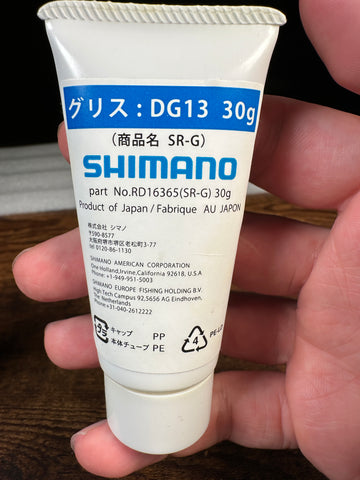 グリス：DG13 30g
(商品名 SR-G)
SHIMANO
part No.RD16365(SR-G) 30g
Product of Japan/Fabrique AU JAPON
株式会社 シマノ
〒590-8577
大阪府堺市堺区老松町3-77
℡ 0120-86-1130
SHIMANO AMERICAN CORPORATION
One Holland,Irvine,California 92618, U.S.A
Phone: +1-949-951-5003
SHIMANO EUROPE FISHING HOLDING B.V.
High Tech Campus 92,5656 AG Eindhoven,
The Netherlands
Phone:+31-040-2612222
プラ
キャップ PP
本体チューブ PE
4